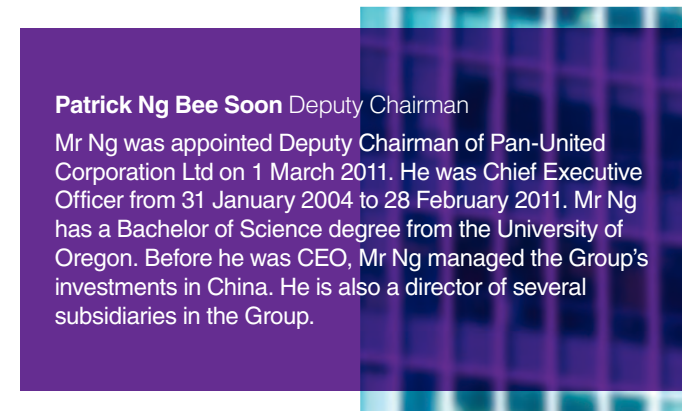 Patrick Ng Bee Soon Deputy Chairman
Mr Ng was appointed Deputy Chairman of Pan-United
Corporation Ltd on 1 March 2011. He was Chief Executive
Officer from 31 January 2004 to 28 February 2011. Mr Ng
has a Bachelor of Science degree from the University of
Oregon. Before he was CEO, Mr Ng managed the Group’s
investments in China. He is also a director of several
subsidiaries in the Group.